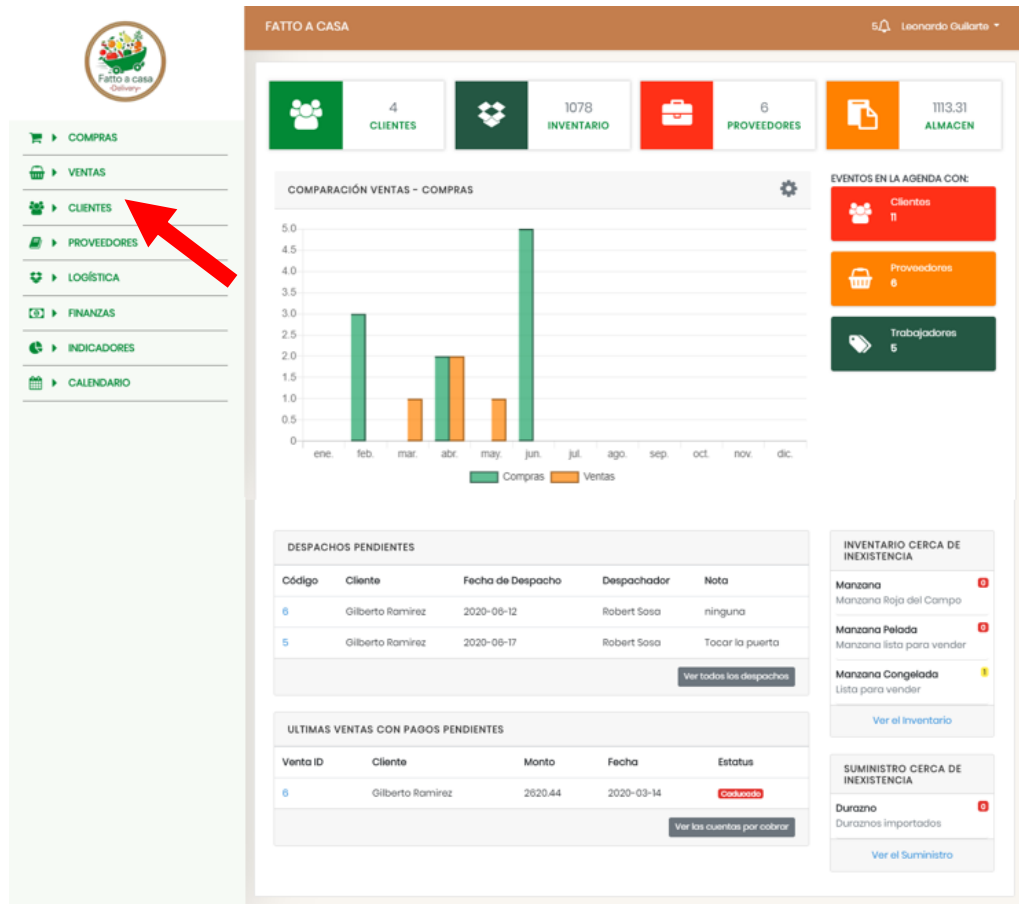 Fatto a casa
-Delivery-
FATTO A CASA
5 Leonardo Guilarte
COMPRAS
VENTAS
CLIENTES
PROVEEDORES
LOGÍSTICA
FINANZAS
INDICADORES
CALENDARIO
4
CLIENTES
1078
INVENTARIO
6
PROVEEDORES
1113.31
ALMACEN
COMPARACIÓN VENTAS - COMPRAS
5.0
4.5
4.0
3.5
3.0
2.5
2.0
1.5
1.0
0.5
0
ene. feb. mar. abr. may. jun. jul. ago. sep. oct. nov. dic.
Compras Ventas
EVENTOS EN LA AGENDA CON:
Clientes
11
Proveedores
6
Trabajadores
5
DESPACHOS PENDIENTES
Código Cliente Fecha de Despacho Despachador Nota
6 Gilberto Ramirez 2020-06-12 Robert Sosa ninguna
5 Gilberto Ramirez 2020-06-17 Robert Sosa Tocar la puerta
Ver todos los despachos
ULTIMAS VENTAS CON PAGOS PENDIENTES
Venta ID Cliente Monto Fecha Estatus
6 Gilberto Ramirez 2620.44 2020-03-14 Caducado
Ver las cuentas por cobrar
INVENTARIO CERCA DE
INEXISTENCIA
Manzana 0
Manzana Roja del Campo
Manzana Pelada 0
Manzana lista para vender
Manzana Congelada 1
Lista para vender
Ver el Inventario
SUMINISTRO CERCA DE
INEXISTENCIA
Durazno 0
Duraznos importados
Ver el Suministro